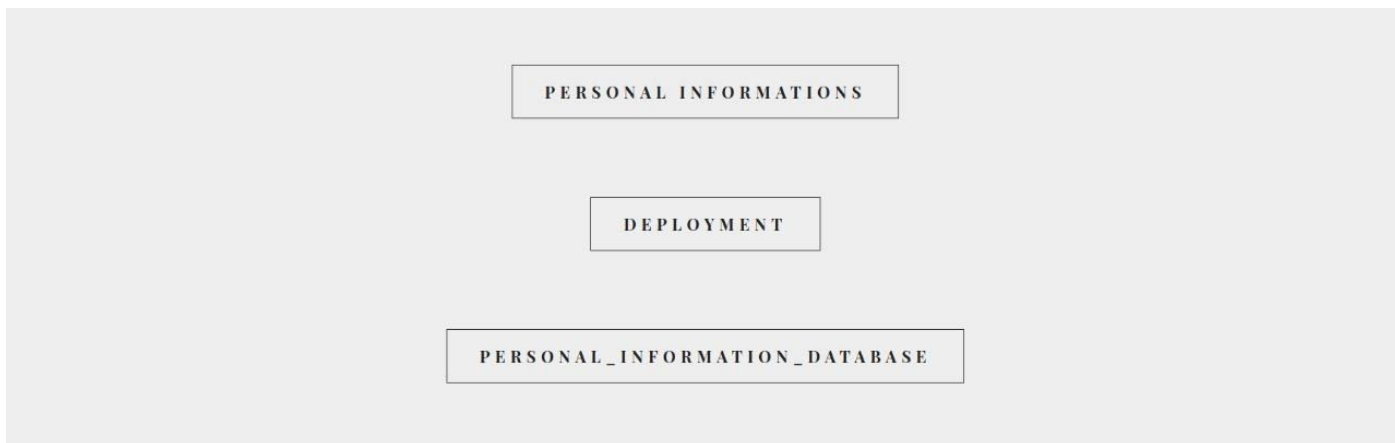 PERSONAL INFORMATIONS
DEPLOYMENT
PERSONAL_INFORMATION_DATABASE